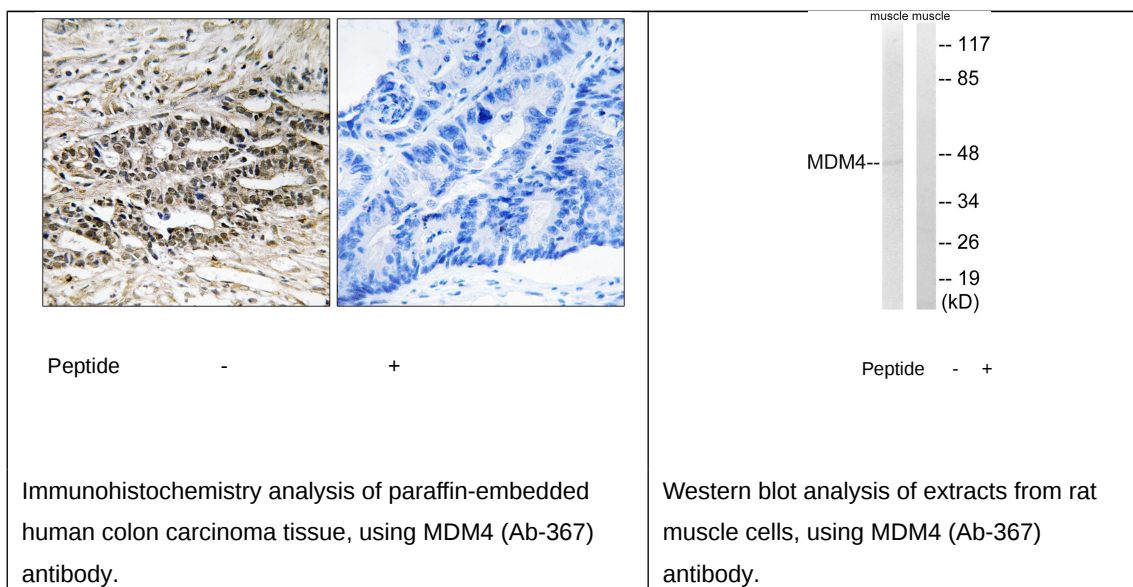 Peptide - +
Immunohistochemistry analysis of paraffin-embedded
human colon carcinoma tissue, using MDM4 (Ab-367)
antibody.
muscle muscle
-- 117
-- 85
MDM4-- -- 48
-- 34
-- 26
-- 19
(kD)
Peptide - +
Western blot analysis of extracts from rat
muscle cells, using MDM4 (Ab-367)
antibody.